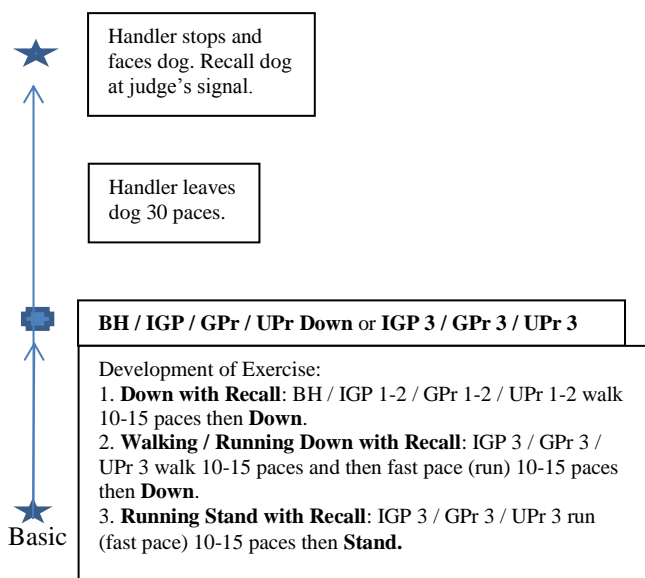 Handler stops and
faces dog. Recall dog
at judge’s signal.
Handler leaves
dog 30 paces.
BH / IGP / GPr / UPr Down or IGP 3 / GPr 3 / UPr 3
Development of Exercise:
1. Down with Recall: BH / IGP 1-2 / GPr 1-2 / UPr 1-2 walk
10-15 paces then Down.
2. Walking / Running Down with Recall: IGP 3 / GPr 3 /
UPr 3 walk 10-15 paces and then fast pace (run) 10-15 paces
then Down.
3. Running Stand with Recall: IGP 3 / GPr 3 / UPr 3 run
(fast pace) 10-15 paces then Stand.
Basic